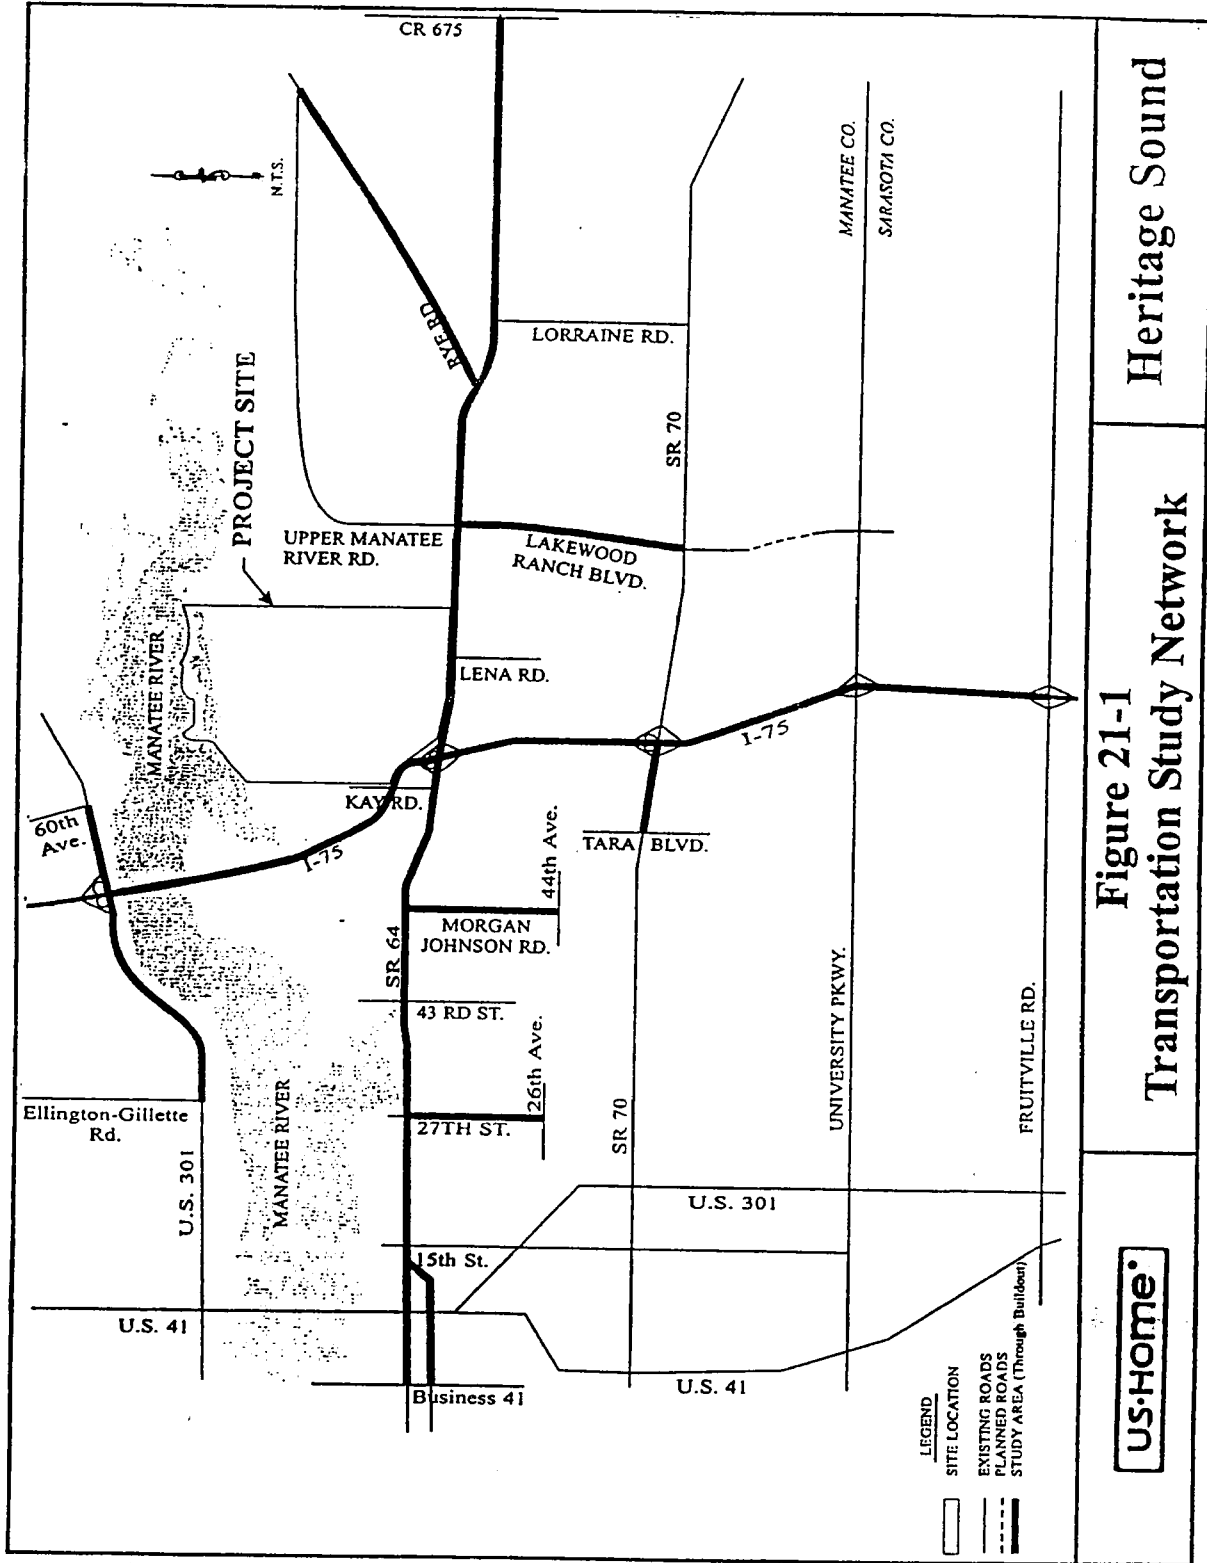 CR 675
N.T.S.
RYE RD
LORRAINE RD.
MANATEE CO.
SARASOTA CO.
PROJECT SITE
SR 70
UPPER MANATEE
RIVER RD.
LAKEWOOD
RANCH BLVD.
MANATEE RIVER
LENA RD.
I-75
KAY RD.
60th
Ave.
I-75
TARA BLVD.
44th Ave.
MORGAN
JOHNSON RD.
SR 64
43 RD ST.
26th Ave.
27TH ST.
UNIVERSITY PKWY.
FRUITVILLE RD.
SR 70
Ellington-Gillette
Rd.
U.S. 301
MANATEE RIVER
U.S. 301
15th St.
U.S. 41
Business 41
U.S. 41
LEGEND
SITE LOCATION
EXISTING ROADS
PLANNED ROADS
STUDY AREA (Through Buildout)
US•Home
Figure 21-1
Transportation Study Network
Heritage Sound